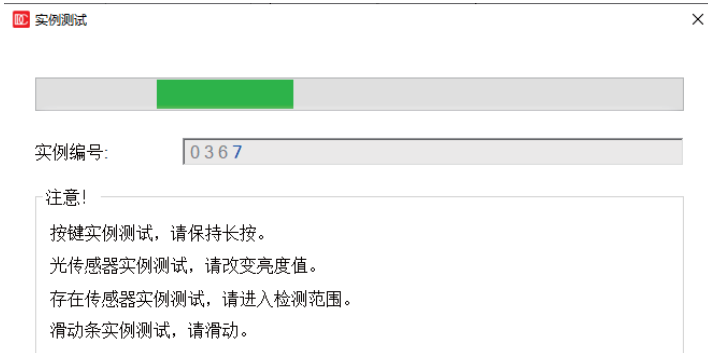 实例测试
实例编号: 0367
注意!
按键实例测试，请保持长按。
光传感器实例测试，请改变亮度值。
存在传感器实例测试，请进入检测范围。
滑动条实例测试，请滑动。